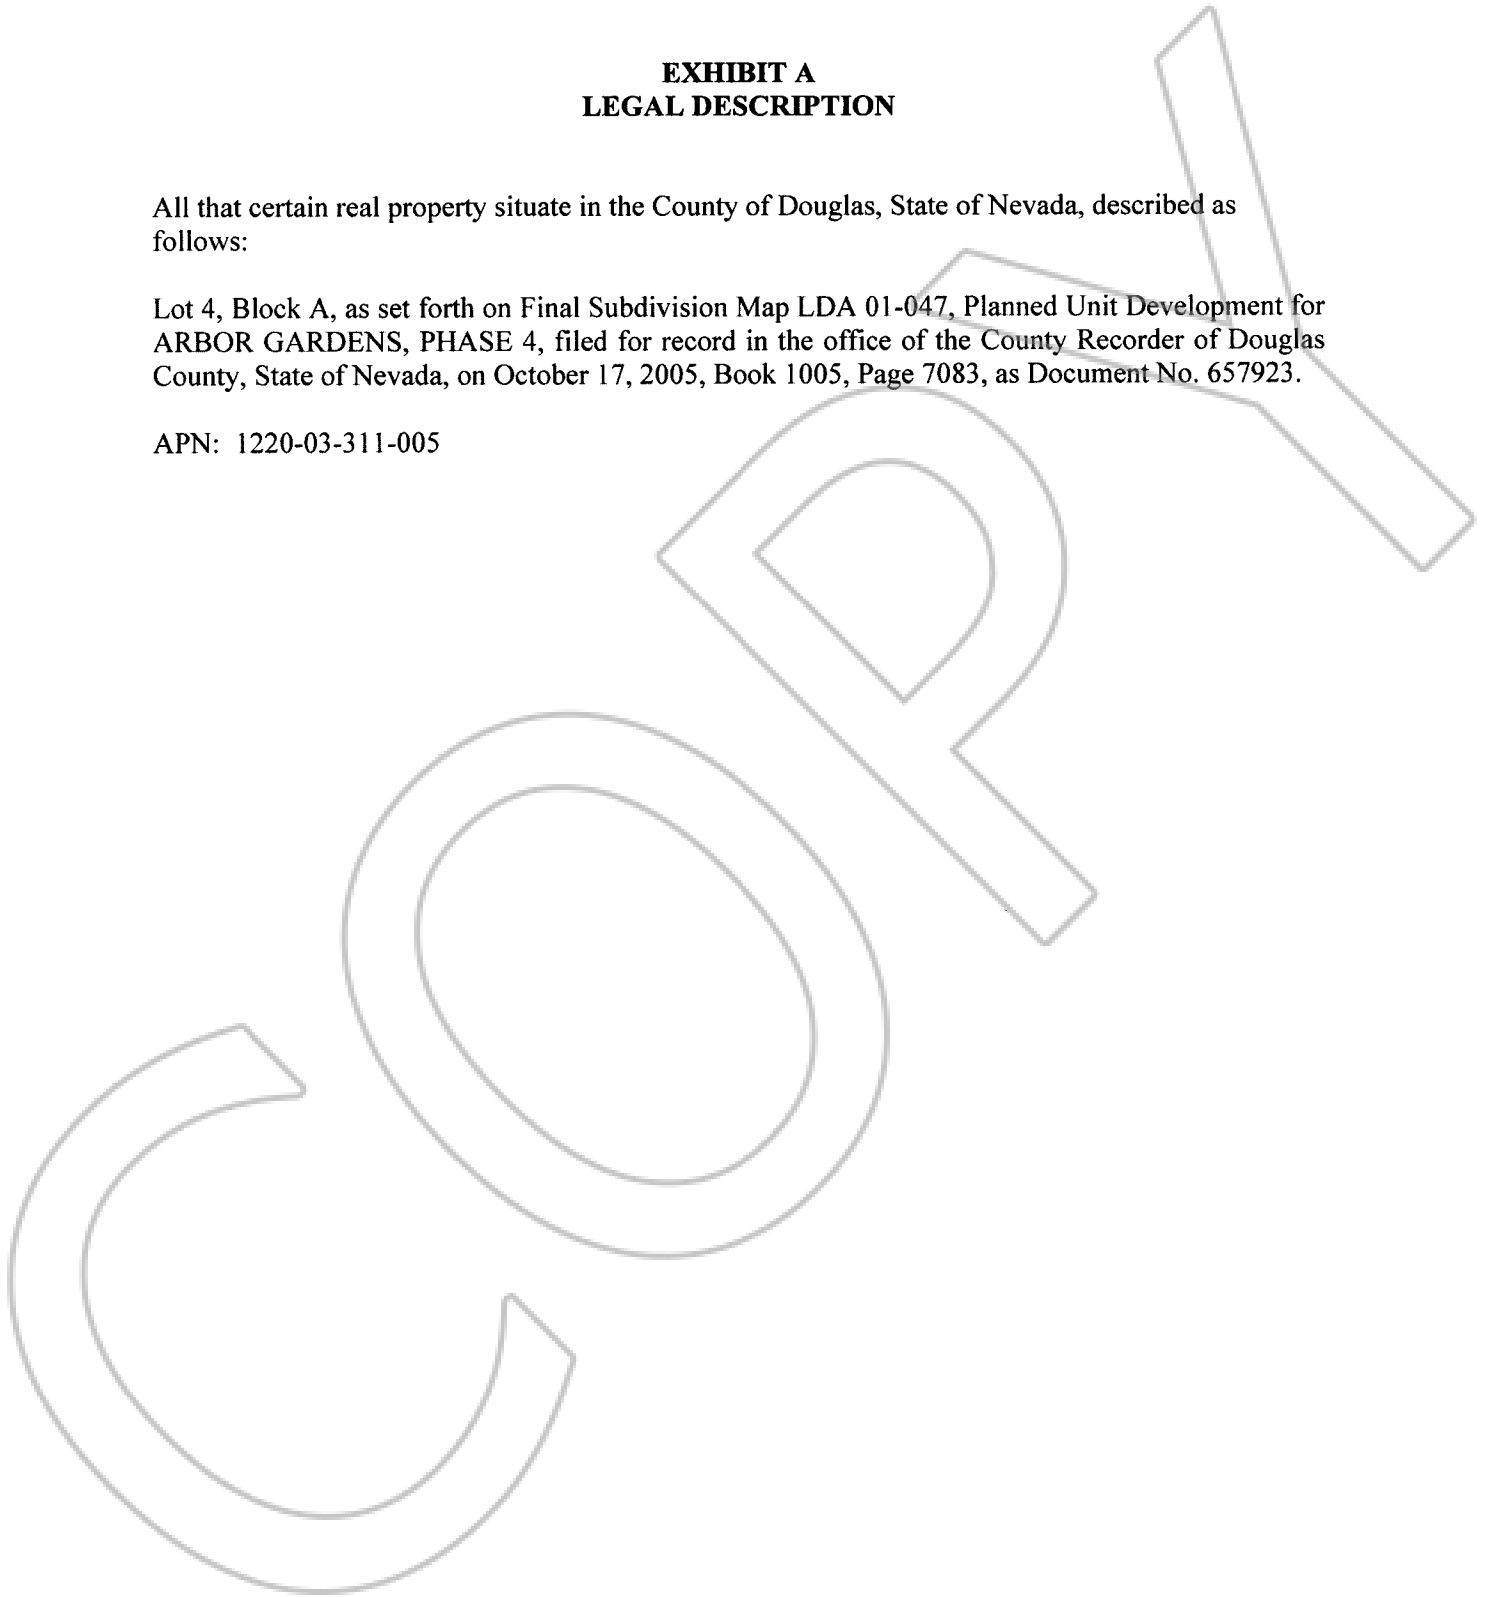 EXHIBIT A
LEGAL DESCRIPTION
All that certain real property situate in the County of Douglas, State of Nevada, described as
follows:
Lot 4, Block A, as set forth on Final Subdivision Map LDA 01-047, Planned Unit Development for
ARBOR GARDENS, PHASE 4, filed for record in the office of the County Recorder of Douglas
County, State of Nevada, on October 17, 2005, Book 1005, Page 7083, as Document No. 657923.
APN: 1220-03-311-005
COPY